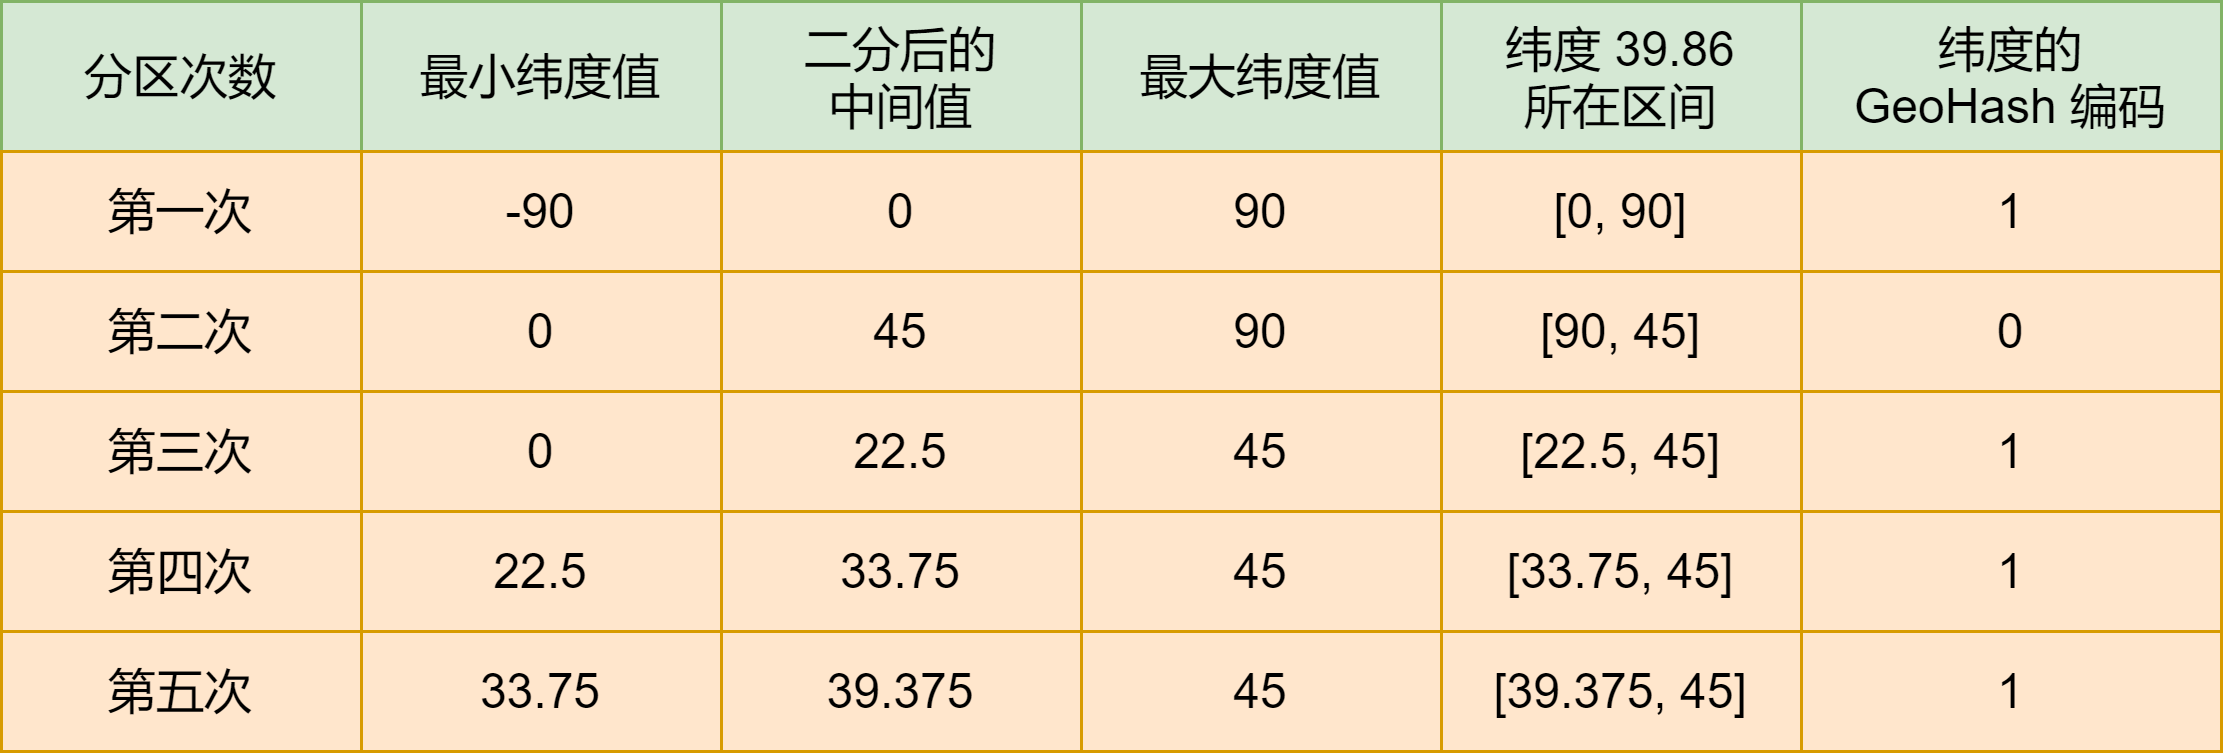 分区次数 最小纬度值 二分后的中间值 最大纬度值 纬度 39.86 所在区间 纬度的 GeoHash 编码
第一次 -90 0 90 [0, 90] 1
第二次 0 45 90 [90, 45] 0
第三次 0 22.5 45 [22.5, 45] 1
第四次 22.5 33.75 45 [33.75, 45] 1
第五次 33.75 39.375 45 [39.375, 45] 1